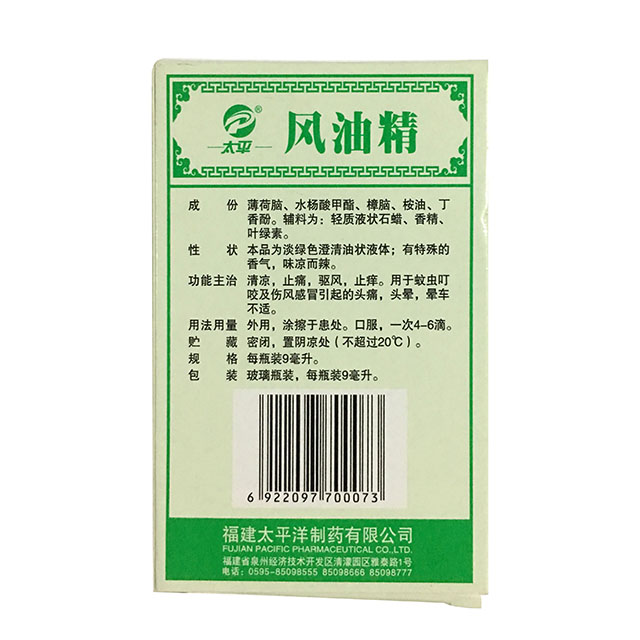 太平®
风油精
成份 薄荷脑、水杨酸甲酯、樟脑、桉油、丁
香酚。辅料为：轻质液状石蜡、香精、
叶绿素。
性状 本品为淡绿色澄清油状液体；有特殊的
香气，味凉而辣。
功能主治 清凉，止痛，驱风，止痒。用于蚊虫叮
咬及伤风感冒引起的头痛，头晕，晕车
不适。
用法用量 外用，涂擦于患处。口服，一次4-6滴。
贮藏 密闭，置阴凉处（不超过20℃）。
规格 每瓶装9毫升。
包装 玻璃瓶装，每瓶装9毫升。
6 922097 700073
福建太平洋制药有限公司
FUJIAN PACIFIC PHARMACEUTICAL CO.,LTD.
福建省泉州经济技术开发区清濛园区雅泰路1号
电话：0595-85098555 85098666 85098777